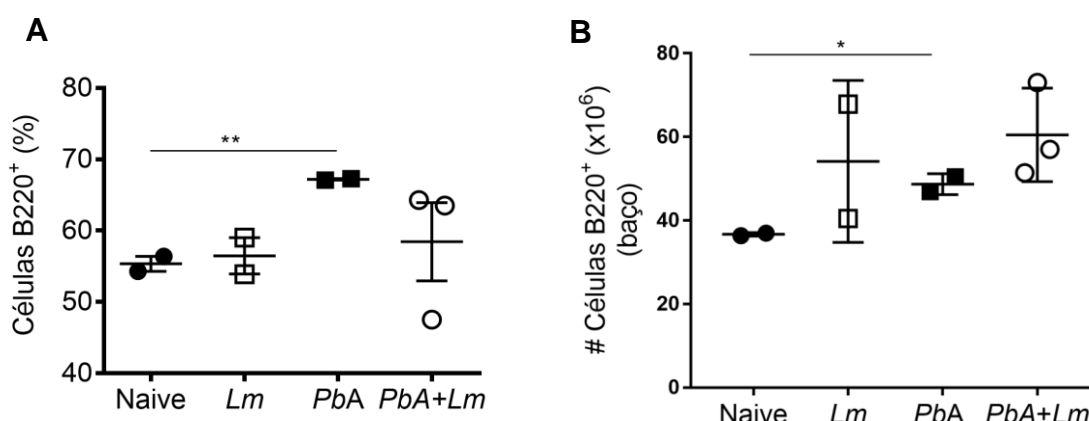 A
Células B220⁺ (%)
80
70
60
50
40
**
Naive Lm PbA PbA+Lm
B
# Células B220⁺ (x10⁶)
(baço)
80
60
40
20
0
*
Naive Lm PbA PbA+Lm